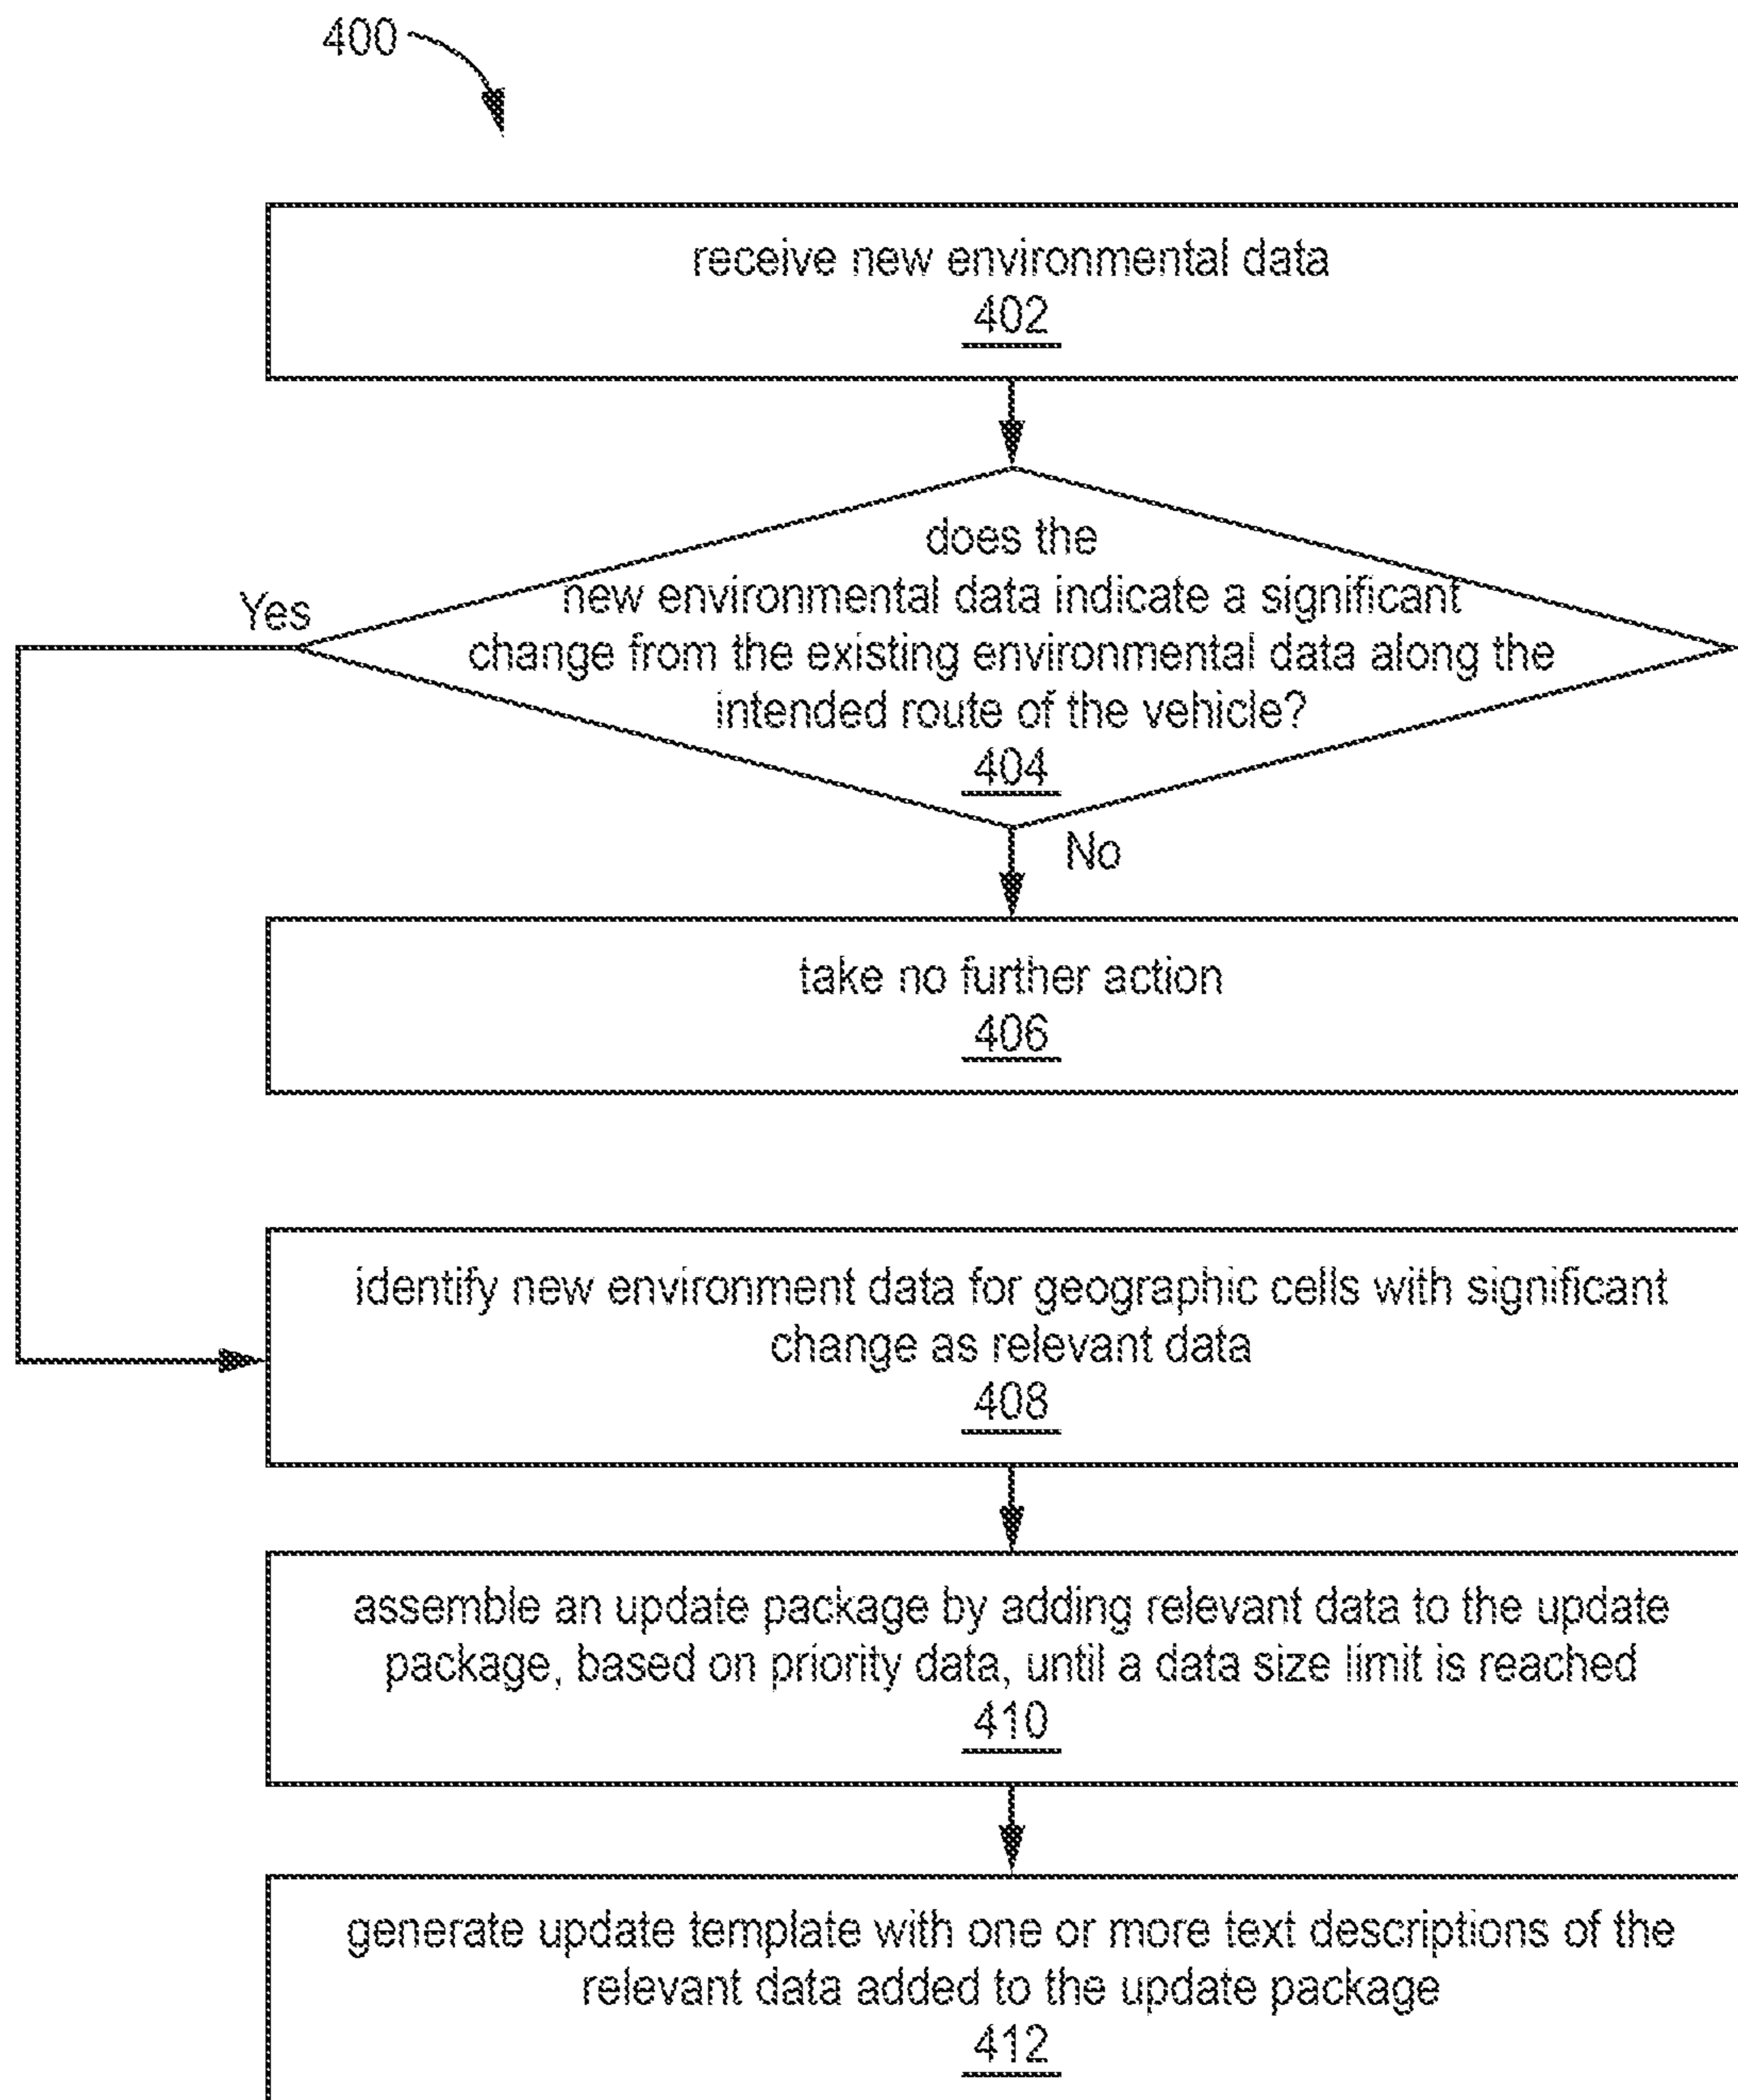 400
receive new environmental data
402
does the
new environmental data indicate a significant
change from the existing environmental data along the
intended route of the vehicle?
404
Yes
No
take no further action
406
identify new environment data for geographic cells with significant
change as relevant data
408
assemble an update package by adding relevant data to the update
package, based on priority data, until a data size limit is reached
410
generate update template with one or more text descriptions of the
relevant data added to the update package
412